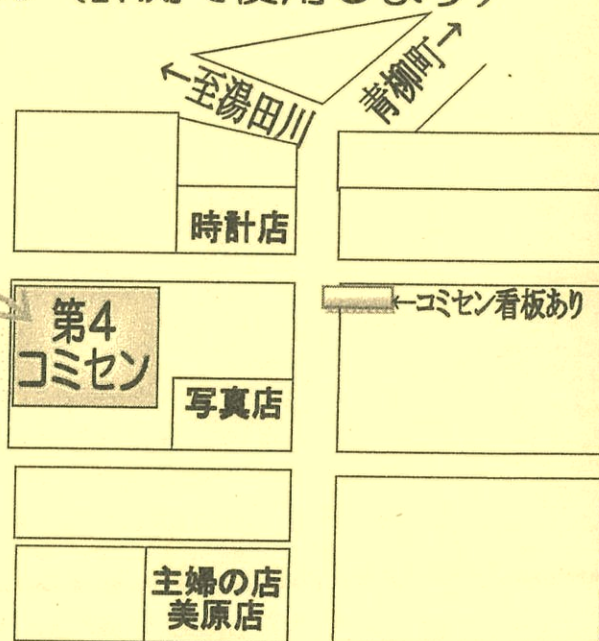 ←至湯田川
青柳町→
時計店
第4
コミセン
←コミセン看板あり
写真店
主婦の店
美原店